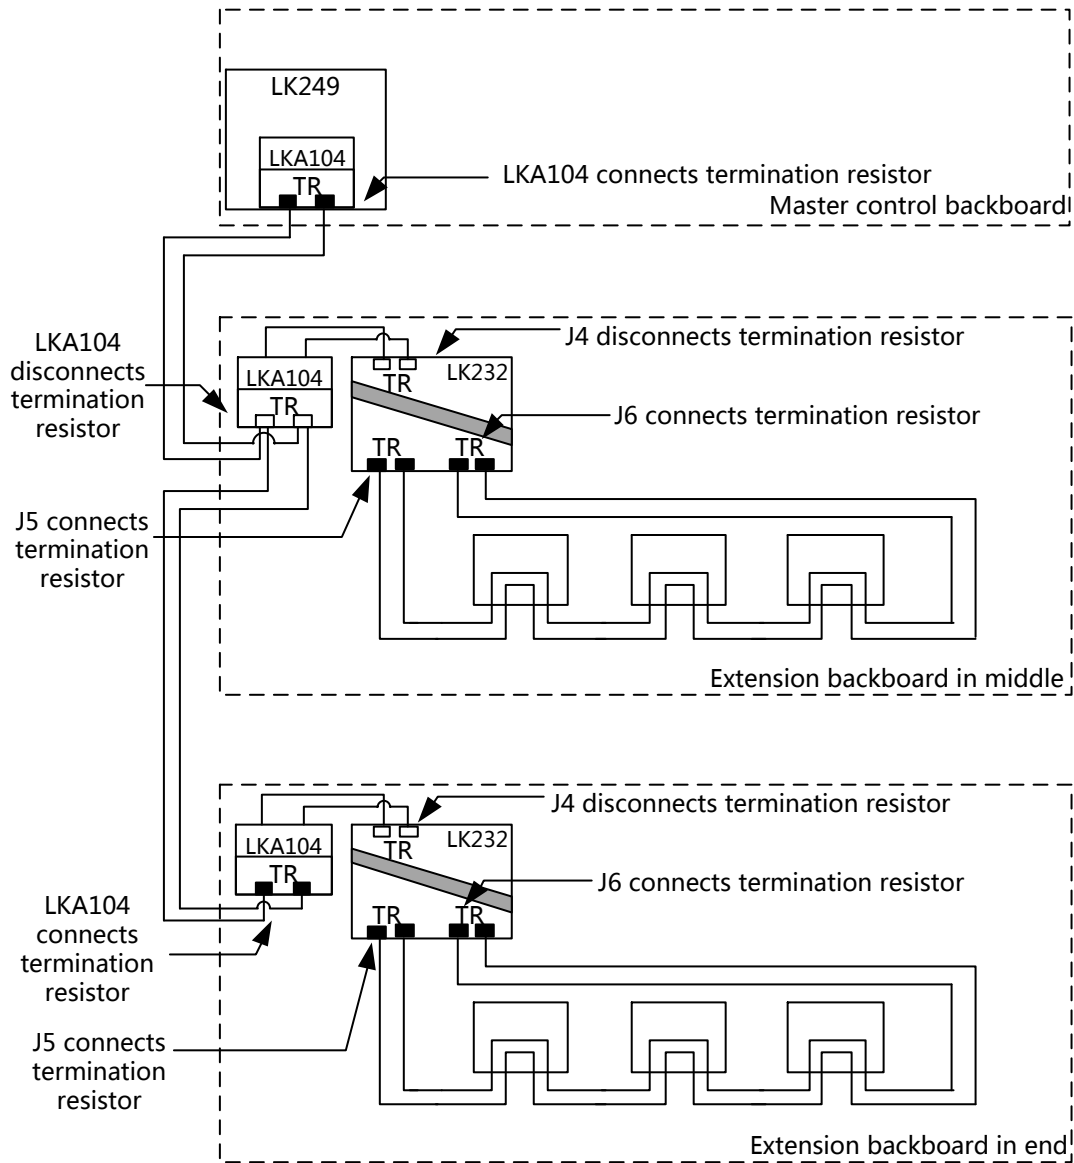 LK249
LKA104
TR
LKA104 connects termination resistor
Master control backboard
LKA104
disconnects
termination
resistor
J4 disconnects termination resistor
LKA104
TR
TR
LK232
J6 connects termination resistor
TR
TR
J5 connects
termination
resistor
Extension backboard in middle
J4 disconnects termination resistor
LKA104
TR
TR
LK232
J6 connects termination resistor
TR
TR
LKA104
connects
termination
resistor
J5 connects
termination
resistor
Extension backboard in end